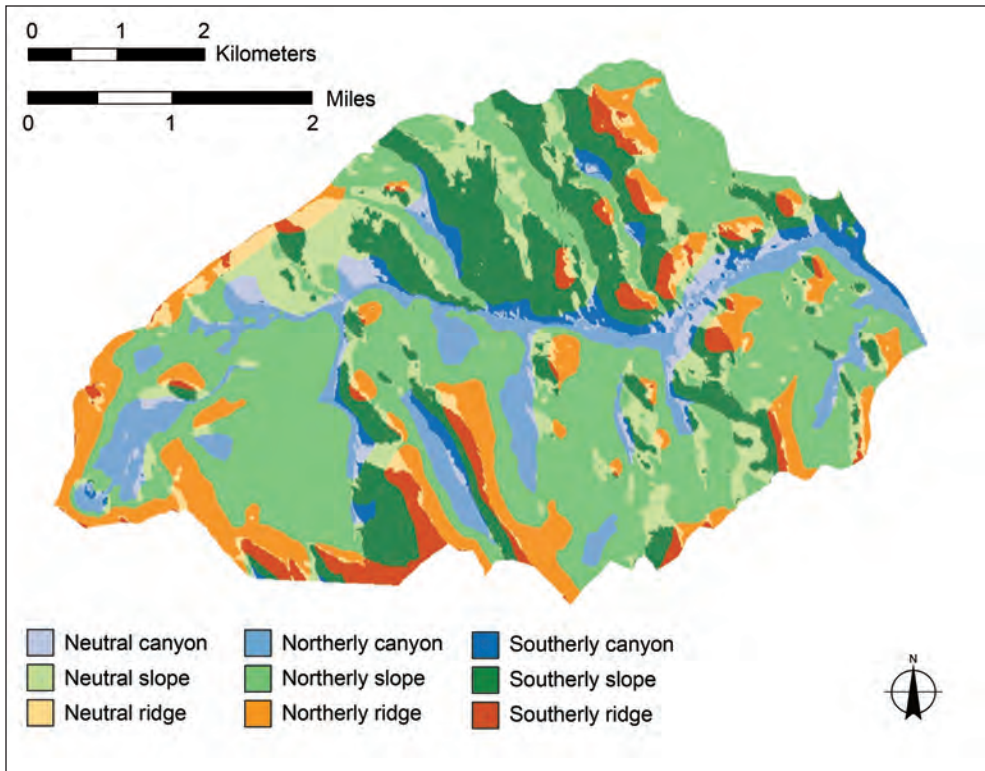 0 1 2
Kilometers
Miles
0 1 2
Neutral canyon Northerly canyon Southerly canyon
Neutral slope Northerly slope Southerly slope
Neutral ridge Northerly ridge Southerly ridge
N